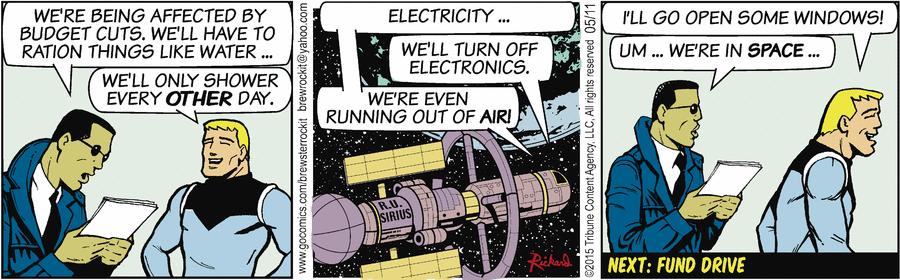 WE'RE BEING AFFECTED BY
BUDGET CUTS. WE'LL HAVE TO
RATION THINGS LIKE WATER ...
WE'LL ONLY SHOWER
EVERY OTHER DAY.
www.gocomics.com/brewsterrockit brewrockit@yahoo.com
ELECTRICITY ...
WE'LL TURN OFF
ELECTRONICS.
WE'RE EVEN
RUNNING OUT OF AIR!
R.U.
SIRIUS
Rickard
©2015 Tribune Content Agency, LLC, All rights reserved 05/11
I'LL GO OPEN SOME WINDOWS!
UM ... WE'RE IN SPACE ...
NEXT: FUND DRIVE